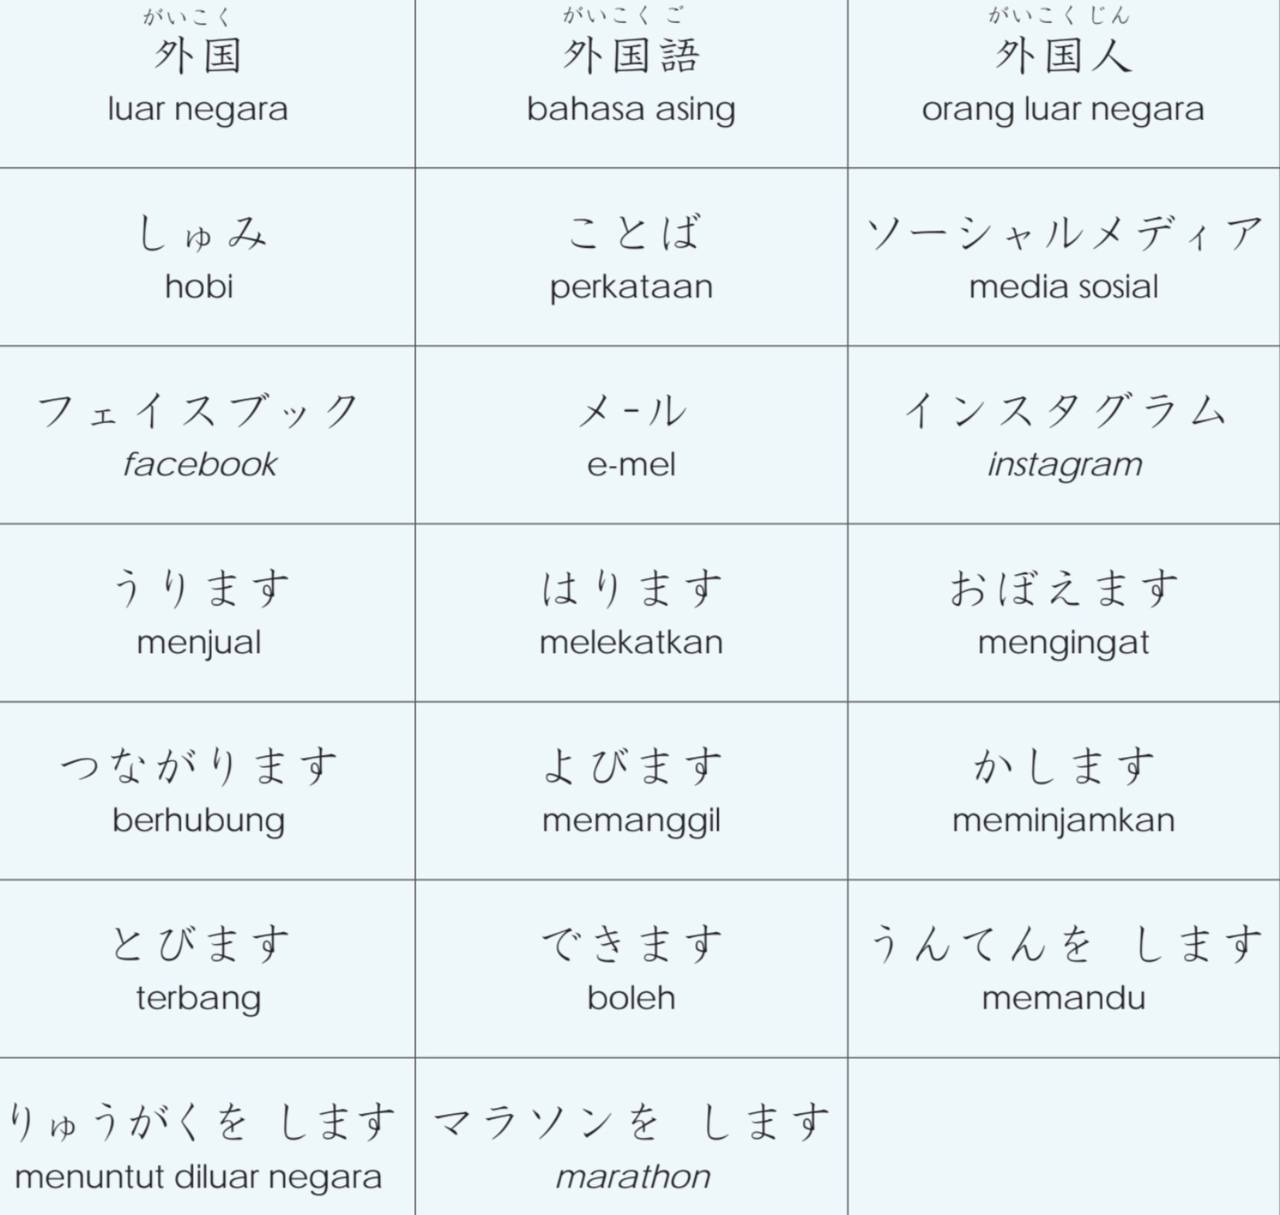 がいこく
外国
luar negara
がいこく ご
外国語
bahasa asing
がいこく じん
外国人
orang luar negara
しゅみ
hobi
ことば
perkataan
ソーシャルメディア
media sosial
フェイスブック
facebook
メ-ル
e-mel
インスタグラム
instagram
うります
menjual
はります
melekatkan
おぼえます
mengingat
つながります
berhubung
よびます
memanggil
かします
meminjamkan
とびます
terbang
できます
boleh
うんてんを します
memandu
りゅうがくを します
menuntut diluar negara
マラソンを します
marathon